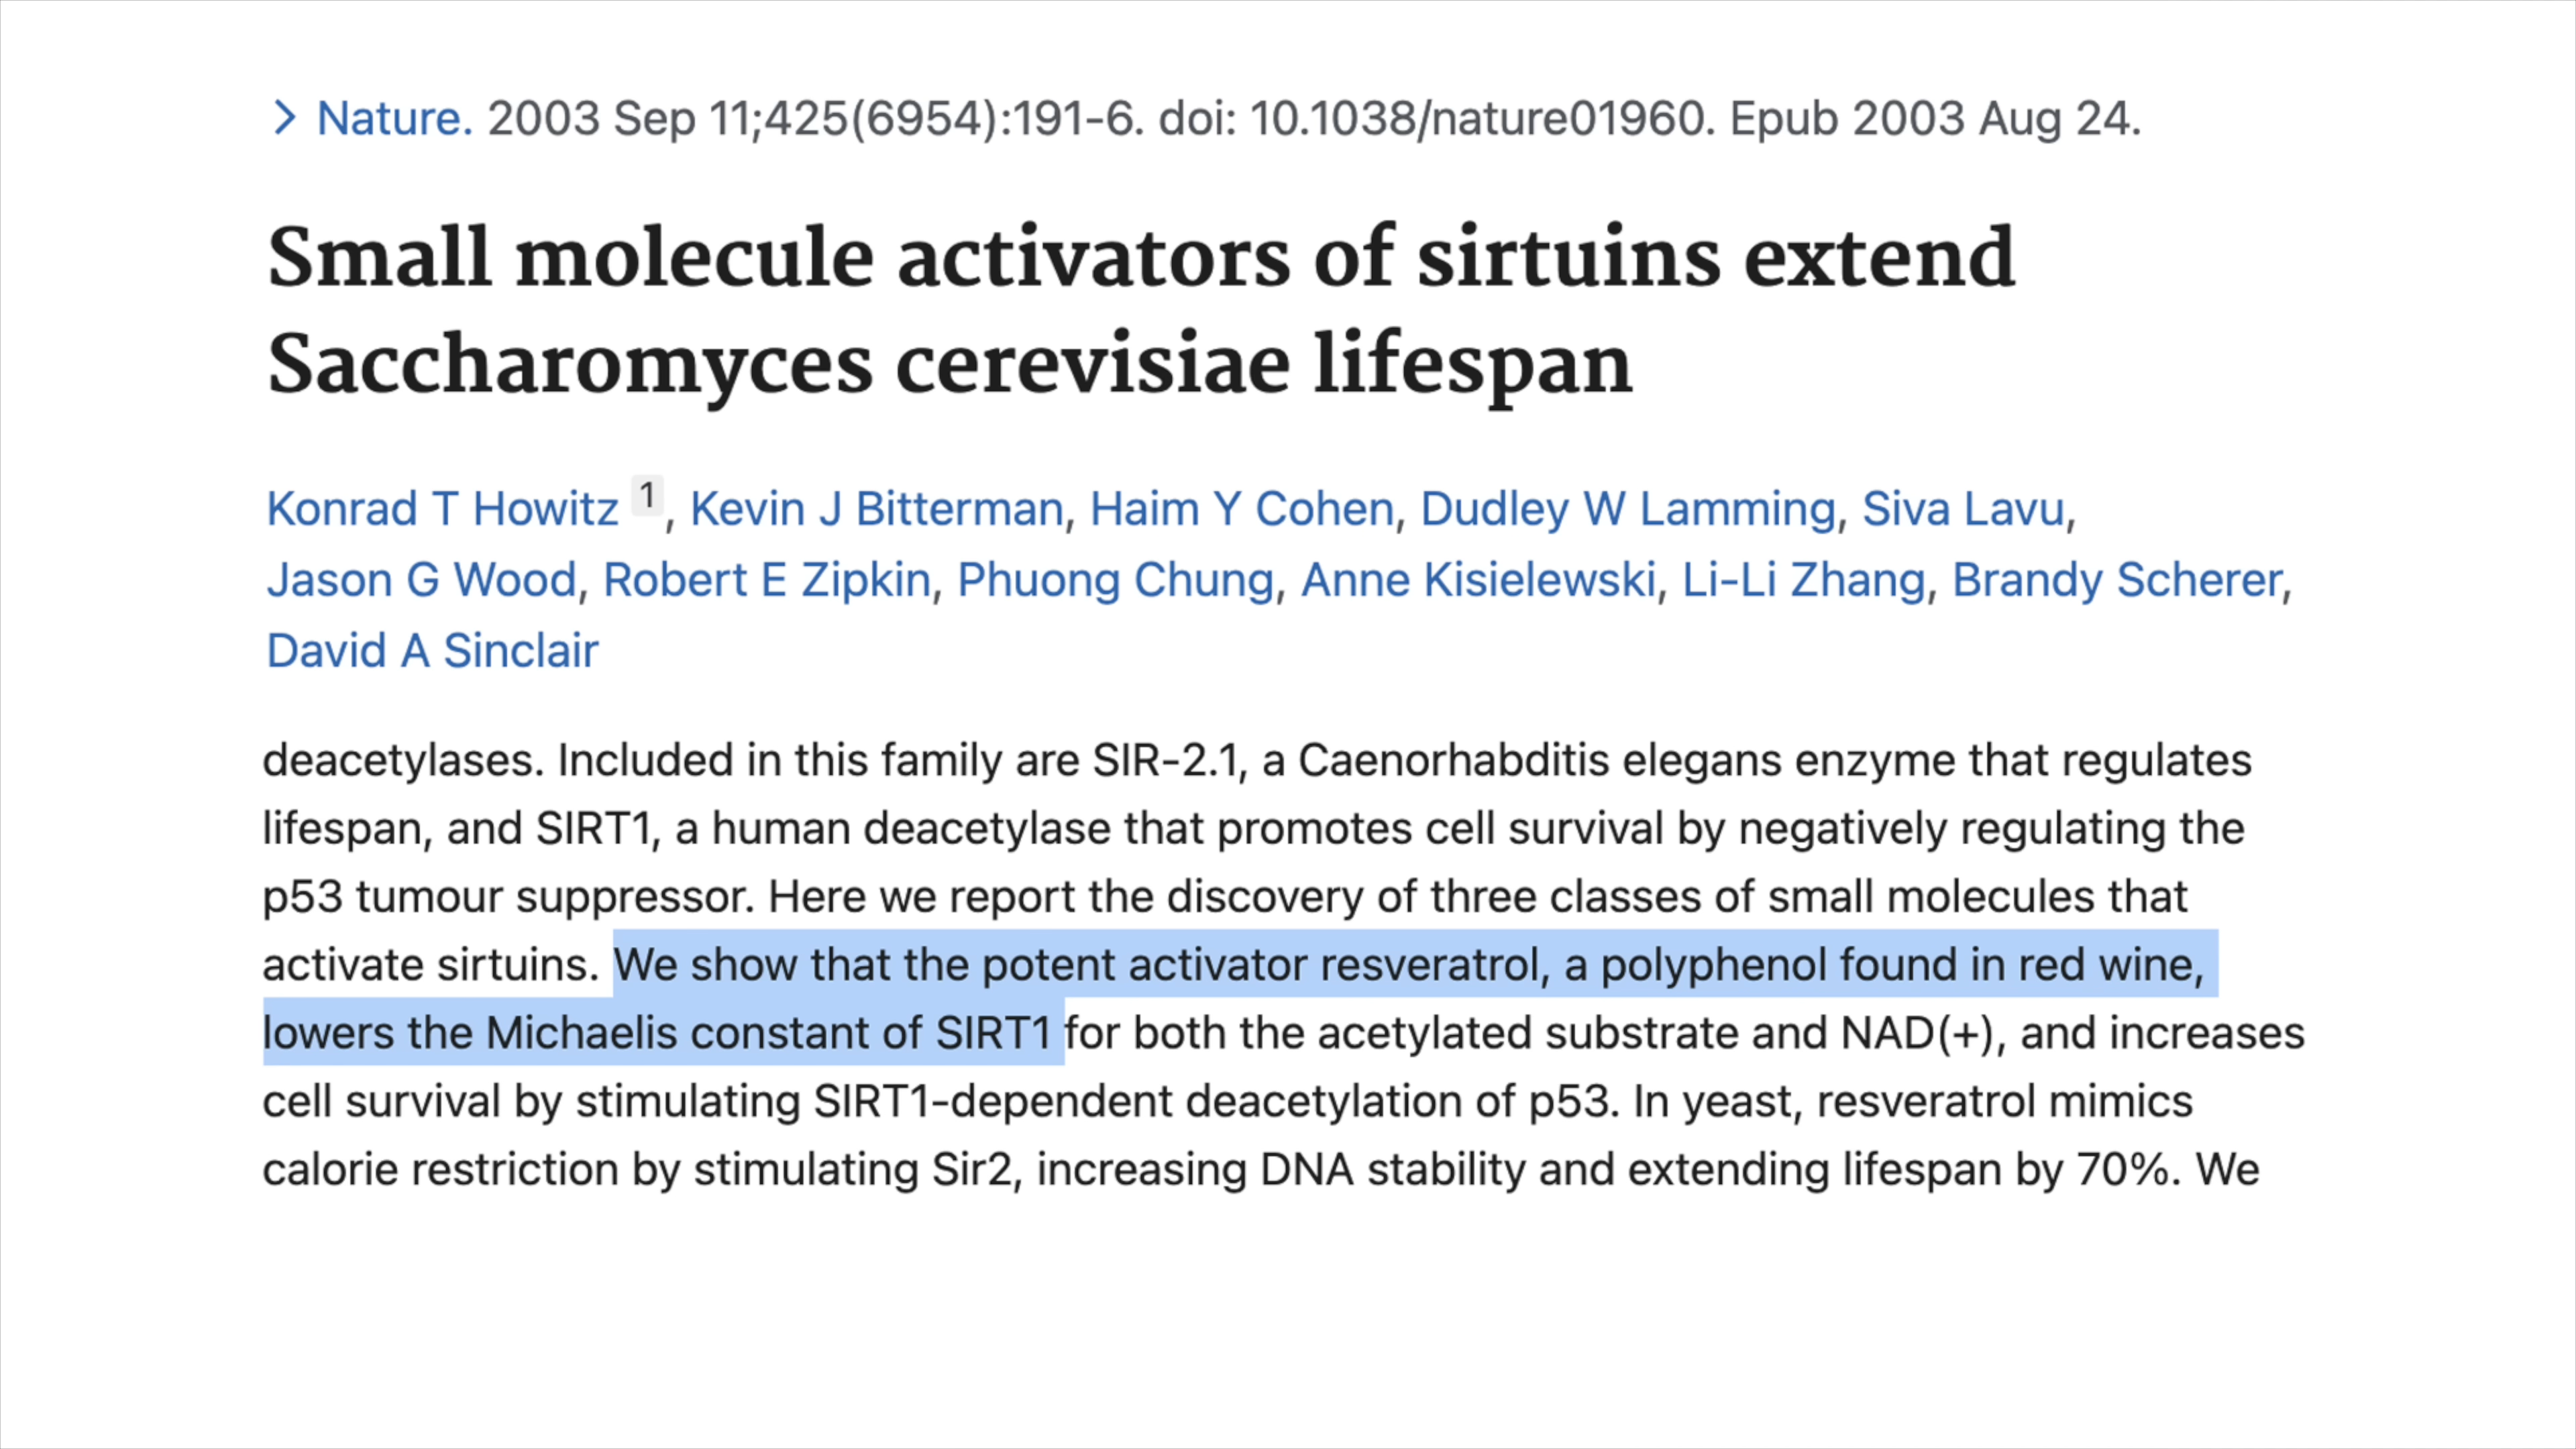 > Nature. 2003 Sep 11;425(6954):191-6. doi: 10.1038/nature01960. Epub 2003 Aug 24.
Small molecule activators of sirtuins extend
Saccharomyces cerevisiae lifespan
Konrad T Howitz 1, Kevin J Bitterman, Haim Y Cohen, Dudley W Lamming, Siva Lavu,
Jason G Wood, Robert E Zipkin, Phuong Chung, Anne Kisielewski, Li-Li Zhang, Brandy Scherer,
David A Sinclair
deacetylases. Included in this family are SIR-2.1, a Caenorhabditis elegans enzyme that regulates
lifespan, and SIRT1, a human deacetylase that promotes cell survival by negatively regulating the
p53 tumour suppressor. Here we report the discovery of three classes of small molecules that
activate sirtuins. We show that the potent activator resveratrol, a polyphenol found in red wine,
lowers the Michaelis constant of SIRT1 for both the acetylated substrate and NAD(+), and increases
cell survival by stimulating SIRT1-dependent deacetylation of p53. In yeast, resveratrol mimics
calorie restriction by stimulating Sir2, increasing DNA stability and extending lifespan by 70%. We